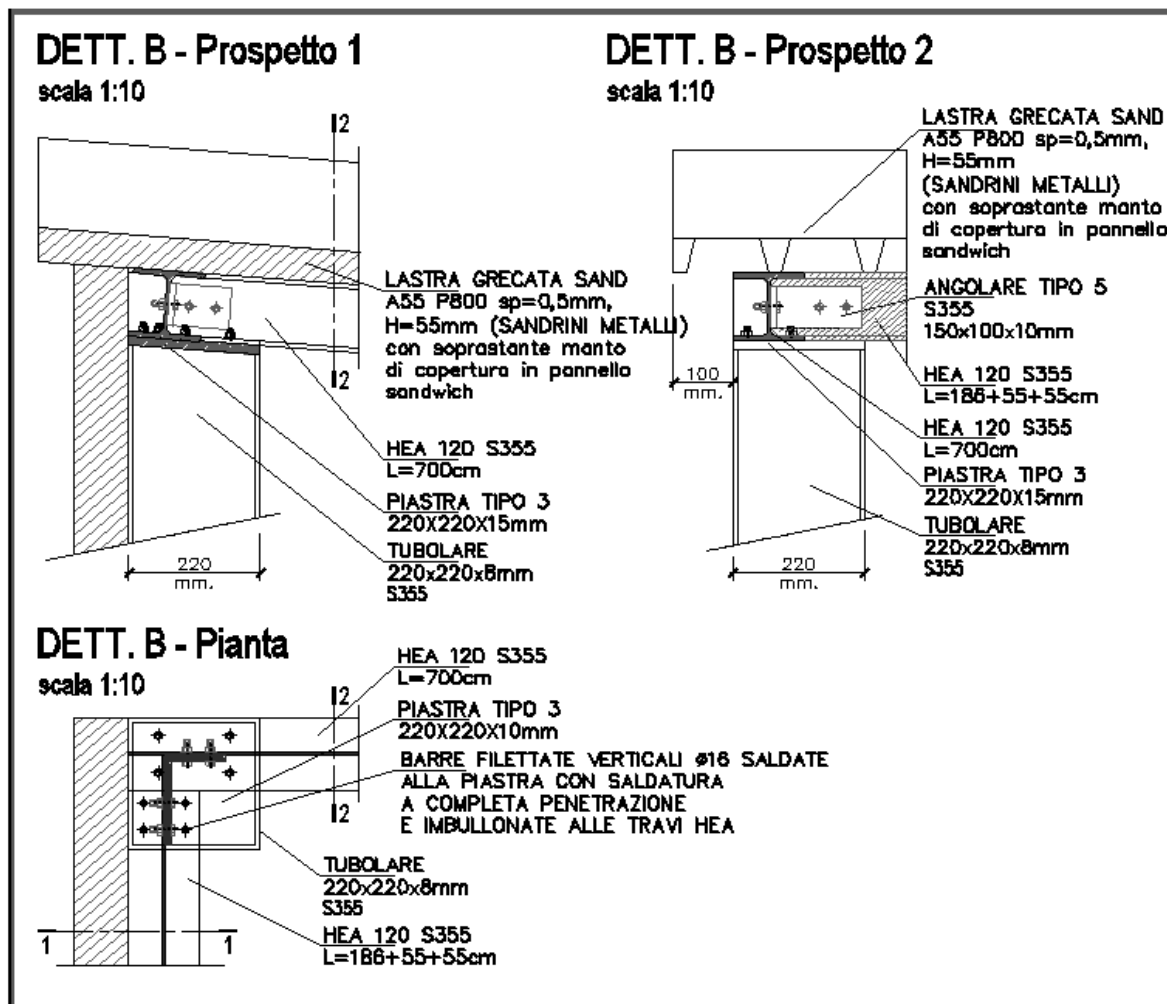 DETT. B - Prospetto 1
scala 1:10
2
LASTRA GRECATA SAND
A55 P800 sp=0,5mm,
H=55mm (SANDRINI METALLI)
con soprastante manto
di copertura in pannello
sandwich
2
HEA 120 S355
L=700cm
PIASTRA TIPO 3
220X220X15mm
TUBOLARE
220x220x8mm
S355
220
mm.
DETT. B - Prospetto 2
scala 1:10
LASTRA GRECATA SAND
A55 P800 sp=0,5mm,
H=55mm
(SANDRINI METALLI)
con soprastante manto
di copertura in pannello
sandwich
ANGOLARE TIPO 5
S355
150x100x10mm
100
mm.
HEA 120 S355
L=186+55+55cm
HEA 120 S355
L=700cm
PIASTRA TIPO 3
220X220X15mm
TUBOLARE
220x220x8mm
S355
220
mm.
DETT. B - Pianta
scala 1:10
HEA 120 S355
L=700cm
2
PIASTRA TIPO 3
220X220X10mm
BARRE FILETTATE VERTICALI ø16 SALDATE
ALLA PIASTRA CON SALDATURA
A COMPLETA PENETRAZIONE
E IMBULLONATE ALLE TRAVI HEA
2
TUBOLARE
220x220x8mm
S355
HEA 120 S355
L=186+55+55cm
1 1